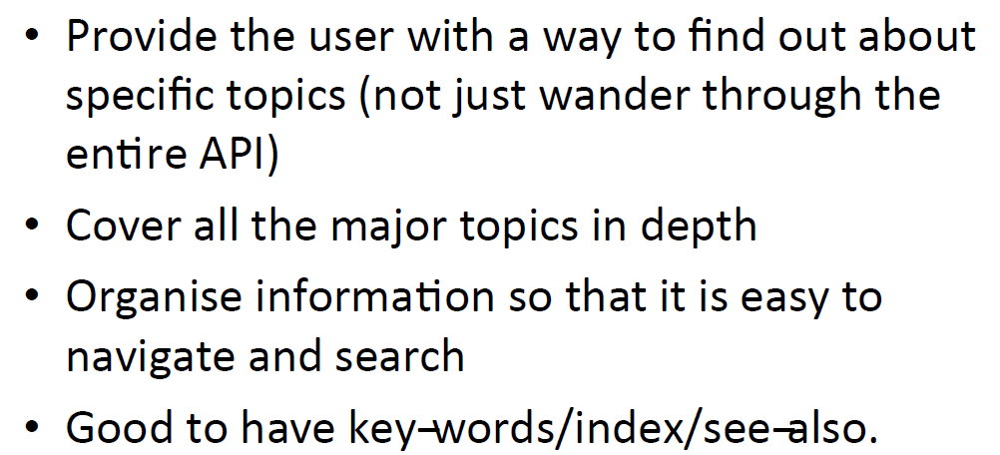 • Provide the user with a way to find out about
specific topics (not just wander through the
entire API)
• Cover all the major topics in depth
• Organise information so that it is easy to
navigate and search
• Good to have key-words/index/see-also.